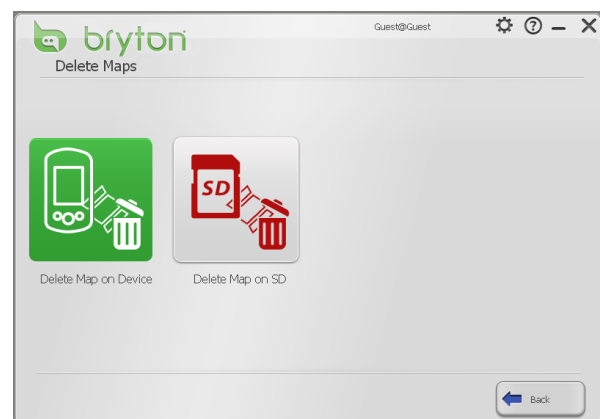 Guest@Guest
bryton
Delete Maps
SD
Delete Map on Device
Delete Map on SD
Back